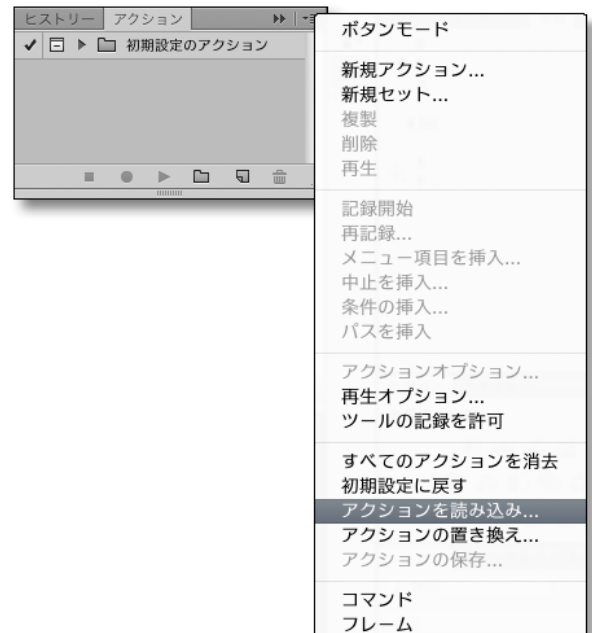 ヒストリー アクション
初期設定のアクション
ボタンモード
新規アクション...
新規セット...
複製
削除
再生
記録開始
再記録...
メニュー項目を挿入...
中止を挿入...
条件の挿入...
パスを挿入
アクションオプション...
再生オプション...
ツールの記録を許可
すべてのアクションを消去
初期設定に戻す
アクションを読み込み...
アクションの置き換え...
アクションの保存...
コマンド
フレーム